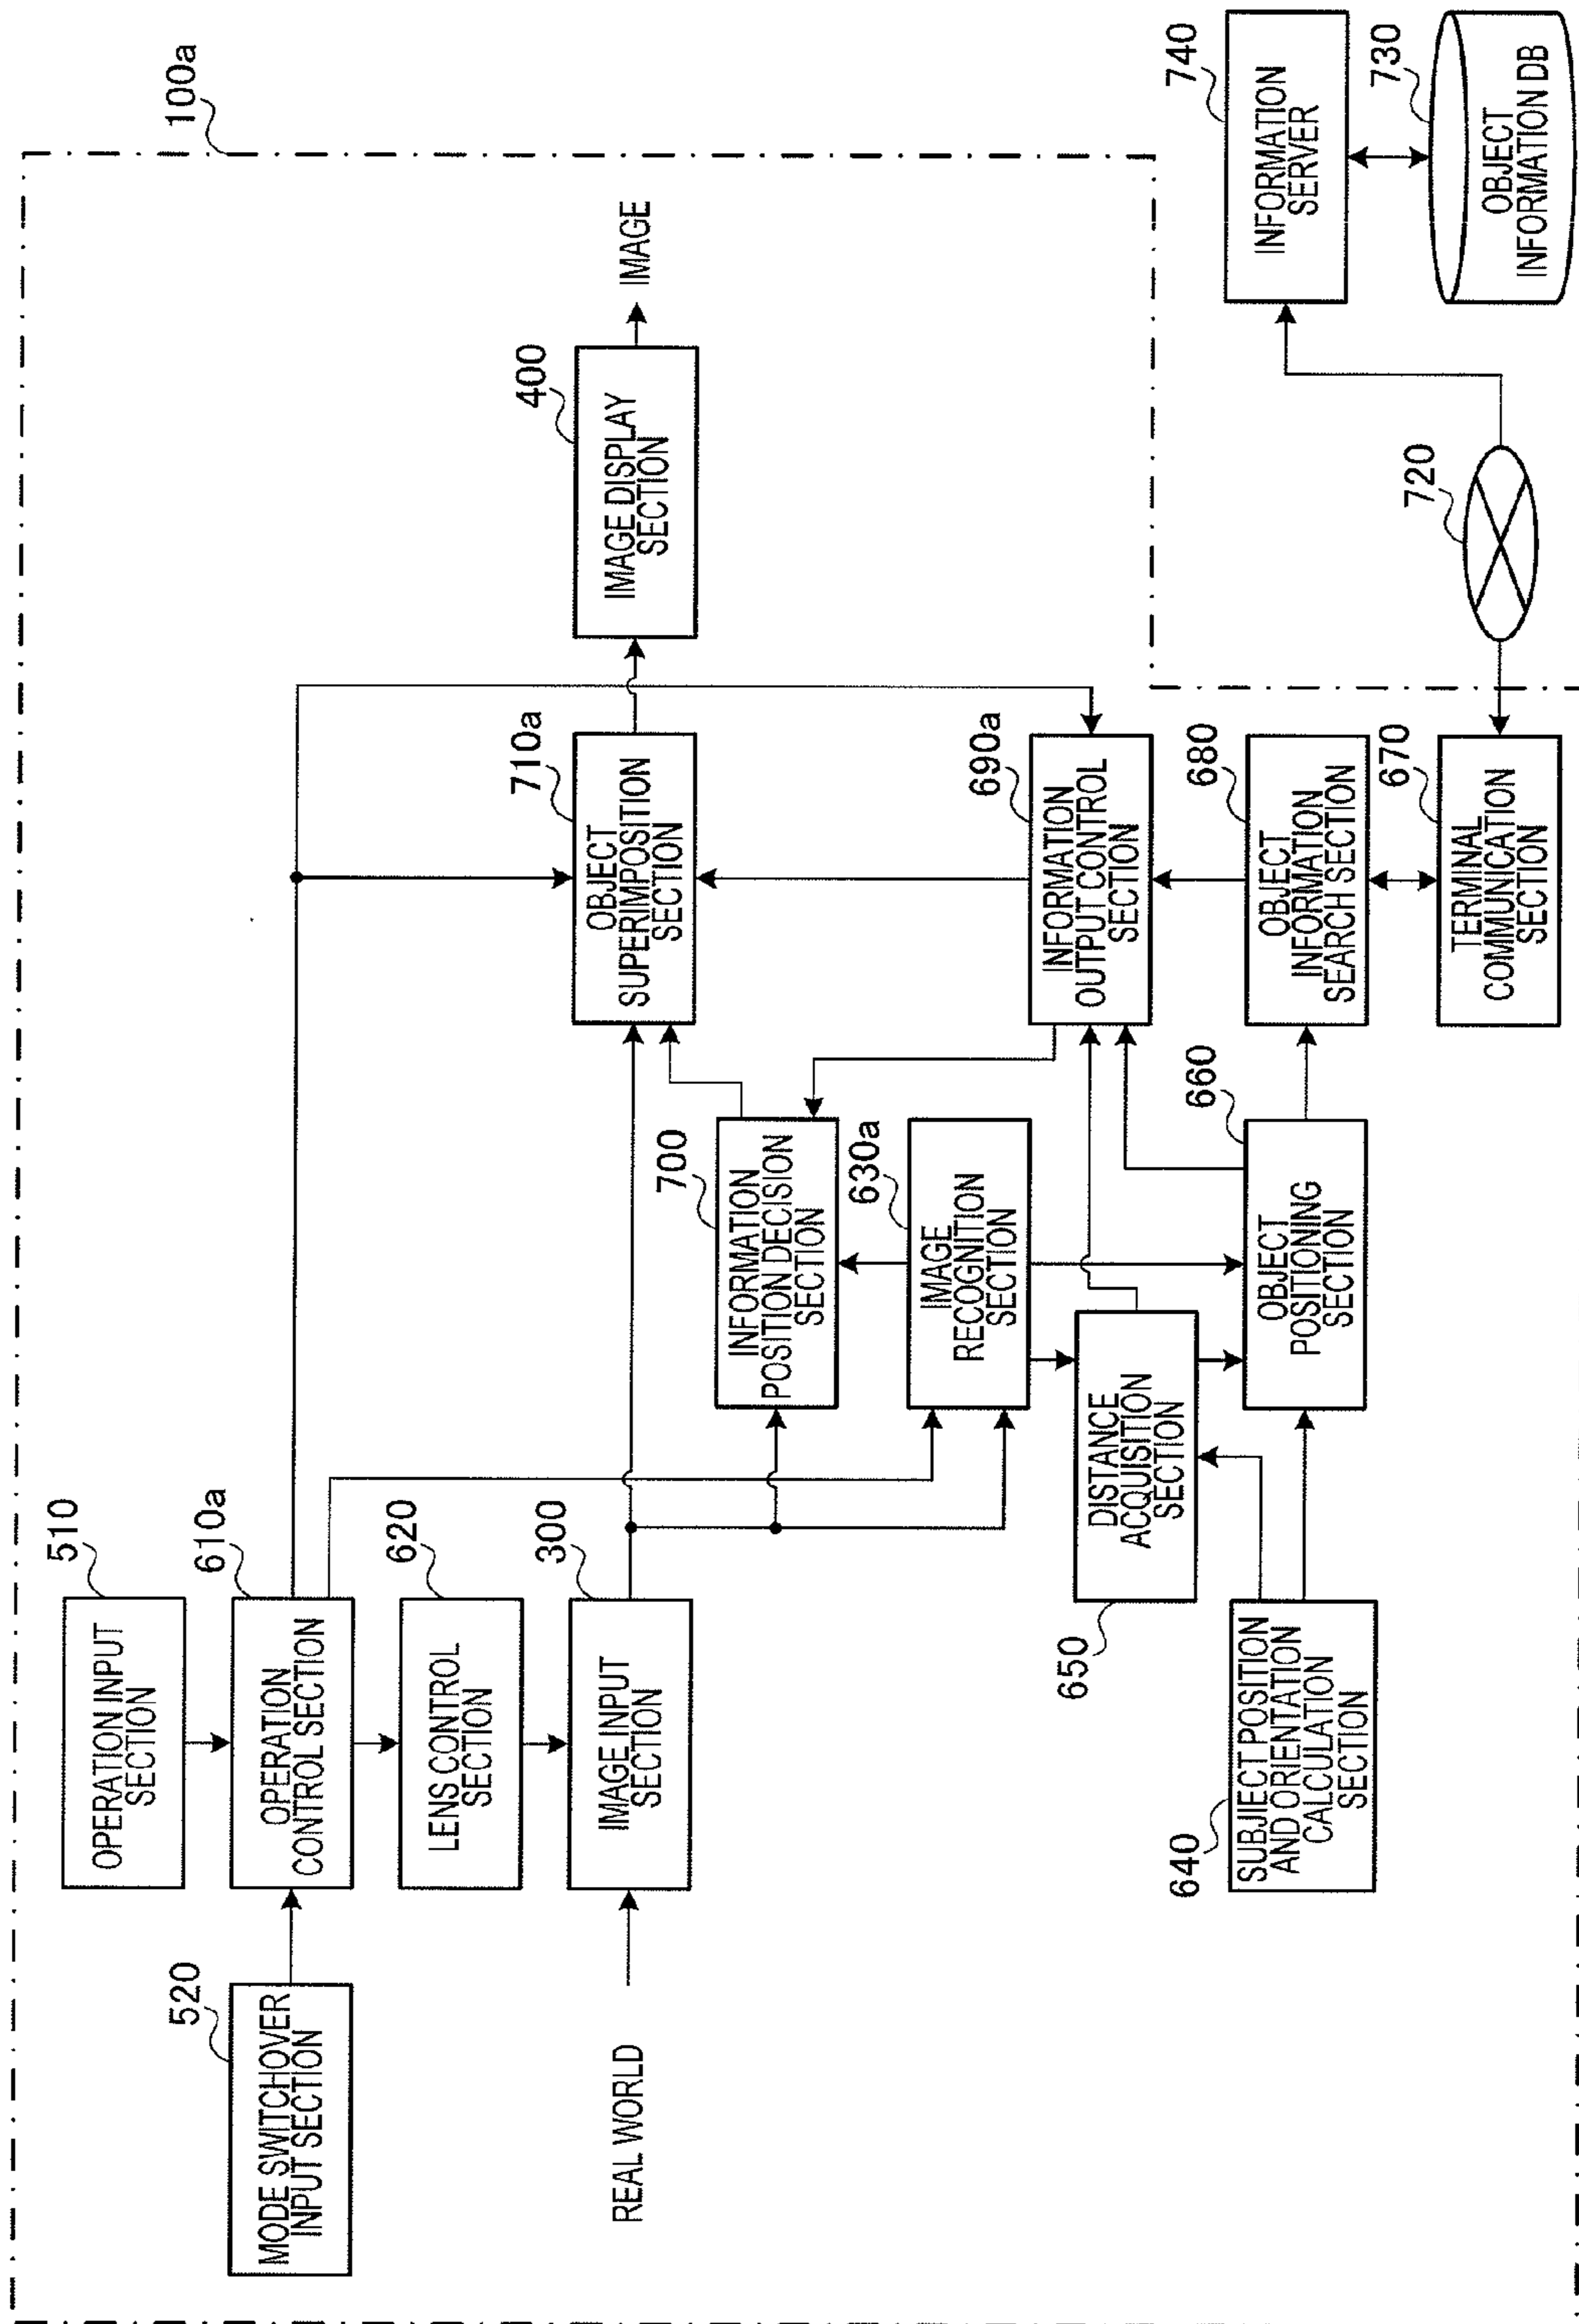 100a
510
OPERATION INPUT
SECTION
520
MODE SWITCHOVER
INPUT SECTION
610a
OPERATION
CONTROL SECTION
620
LENS CONTROL
SECTION
REAL WORLD
300
IMAGE INPUT
SECTION
710a
OBJECT
SUPERIMPOSITION
SECTION
400
IMAGE DISPLAY
SECTION
IMAGE
700
INFORMATION
POSITION DECISION
SECTION
630a
IMAGE
RECOGNITION
SECTION
690a
INFORMATION
OUTPUT CONTROL
SECTION
650
DISTANCE
ACQUISITION
SECTION
640
SUBJIECT POSITION
AND ORIENTATION
CALCULATION
SECTION
660
OBJECT
POSITIONING
SECTION
680
OBJECT
INFORMATION
SEARCH SECTION
670
TERMINAL
COMMUNICATION
SECTION
720
740
INFORMATION
SERVER
730
OBJECT
INFORMATION DB